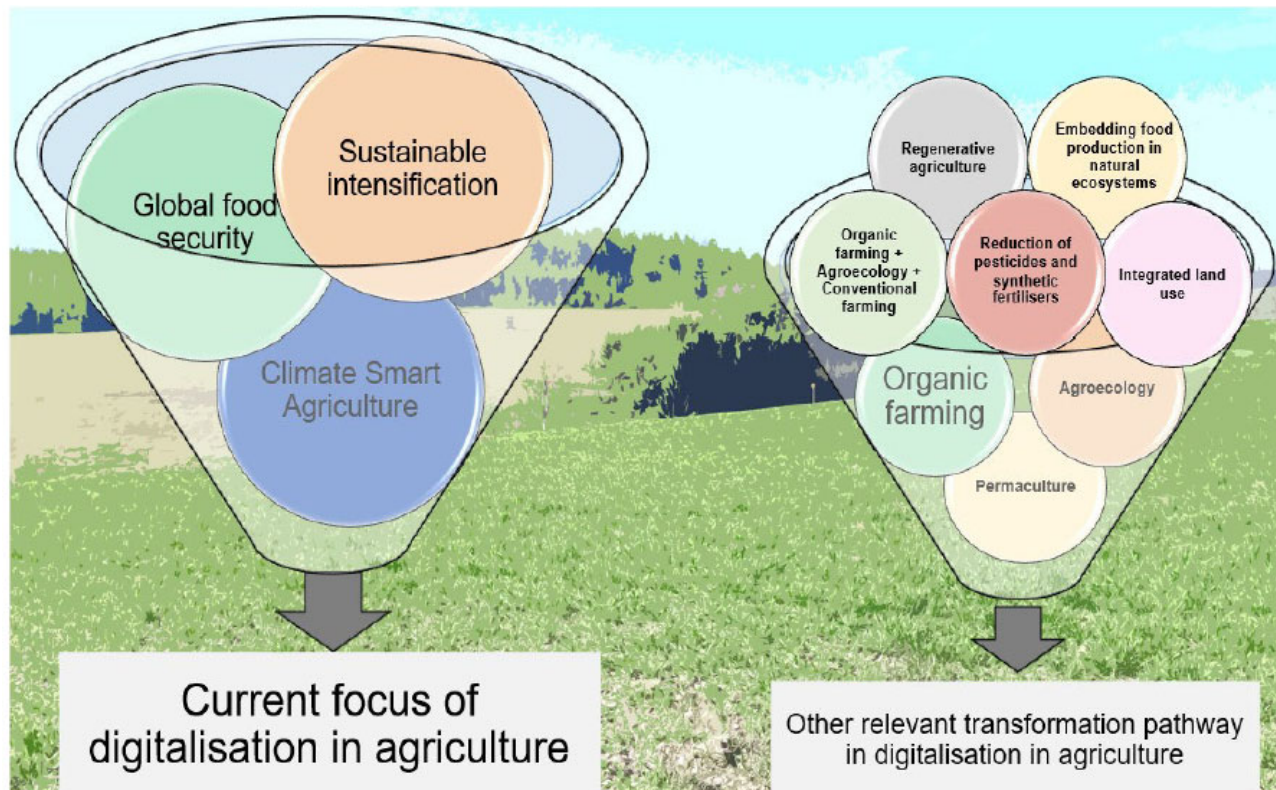 Sustainable
intensification
Global food
security
Climate Smart
Agriculture
Current focus of
digitalisation in agriculture
Regenerative
agriculture
Embedding food
production in
natural
ecosystems
Organic
farming +
Agroecology +
Conventional
farming
Reduction of
pesticides and
synthetic
fertilisers
Integrated land
use
Organic
farming
Agroecology
Permaculture
Other relevant transformation pathway
in digitalisation in agriculture